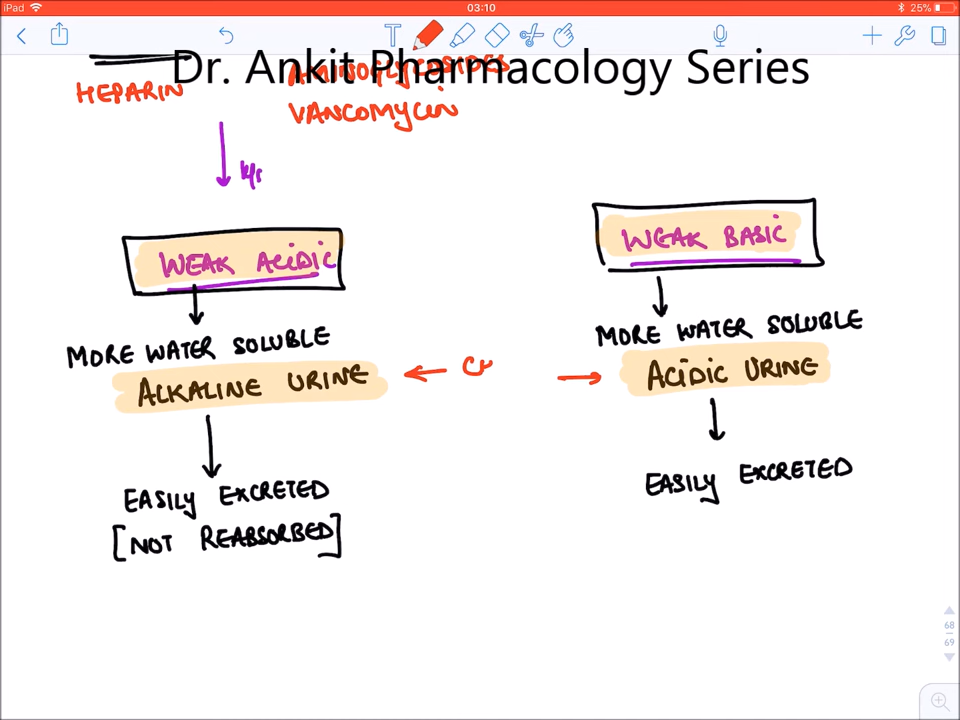 iPad 03:10 25%
T
Dr. Ankit Pharmacology Series
AMINOGLYCOSIDES
HEPARIN
VANCOMYCIN
WEAK ACIDIC
WEAK BASIC
MORE WATER SOLUBLE
ALKALINE URINE
MORE WATER SOLUBLE
ACIDIC URINE
EASILY EXCRETED
[NOT REABSORBED]
EASILY EXCRETED
68
69